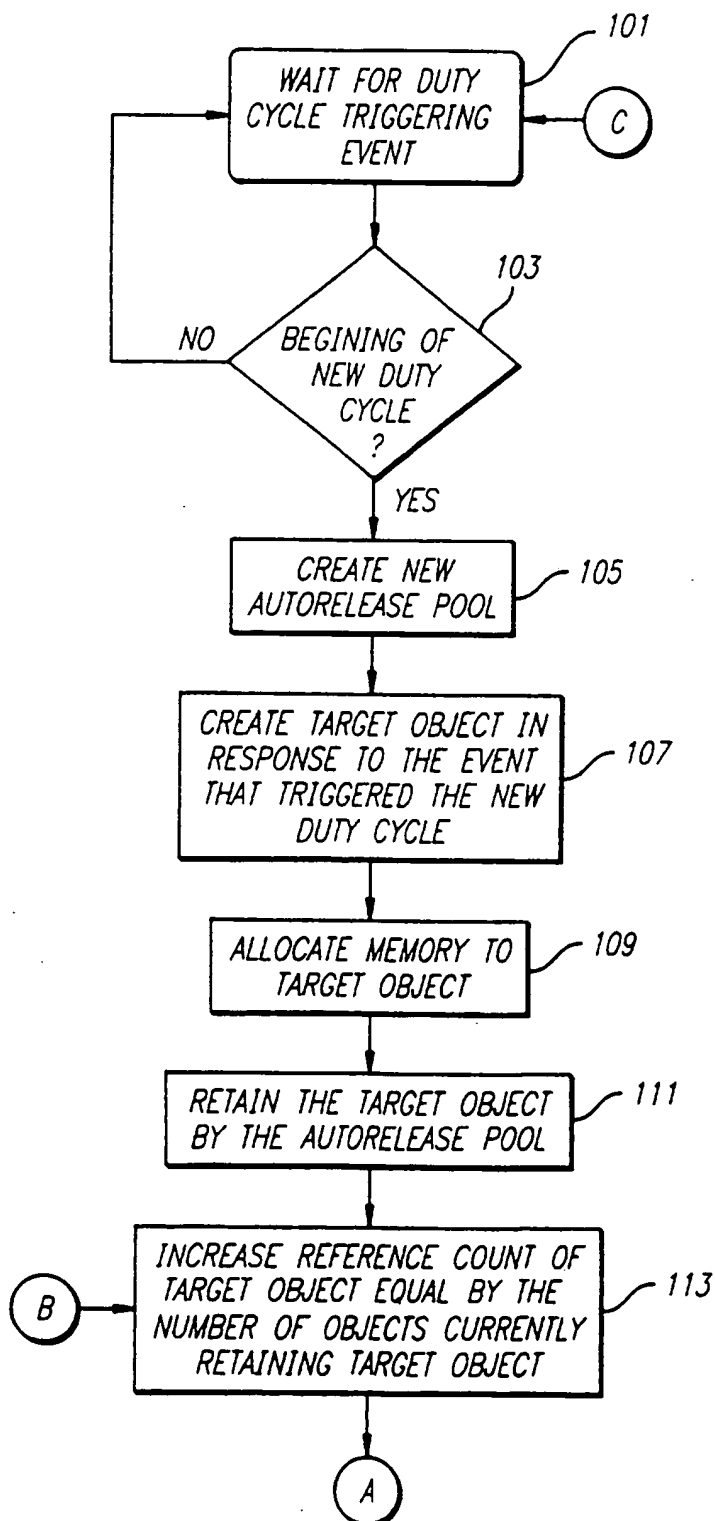 101
WAIT FOR DUTY
CYCLE TRIGGERING
EVENT
C
103
NO
BEGINING OF
NEW DUTY
CYCLE
?
YES
CREATE NEW
AUTORELEASE POOL
105
CREATE TARGET OBJECT IN
RESPONSE TO THE EVENT
THAT TRIGGERED THE NEW
DUTY CYCLE
107
ALLOCATE MEMORY TO
TARGET OBJECT
109
RETAIN THE TARGET OBJECT
BY THE AUTORELEASE POOL
111
INCREASE REFERENCE COUNT OF
TARGET OBJECT EQUAL BY THE
NUMBER OF OBJECTS CURRENTLY
RETAINING TARGET OBJECT
113
B
A